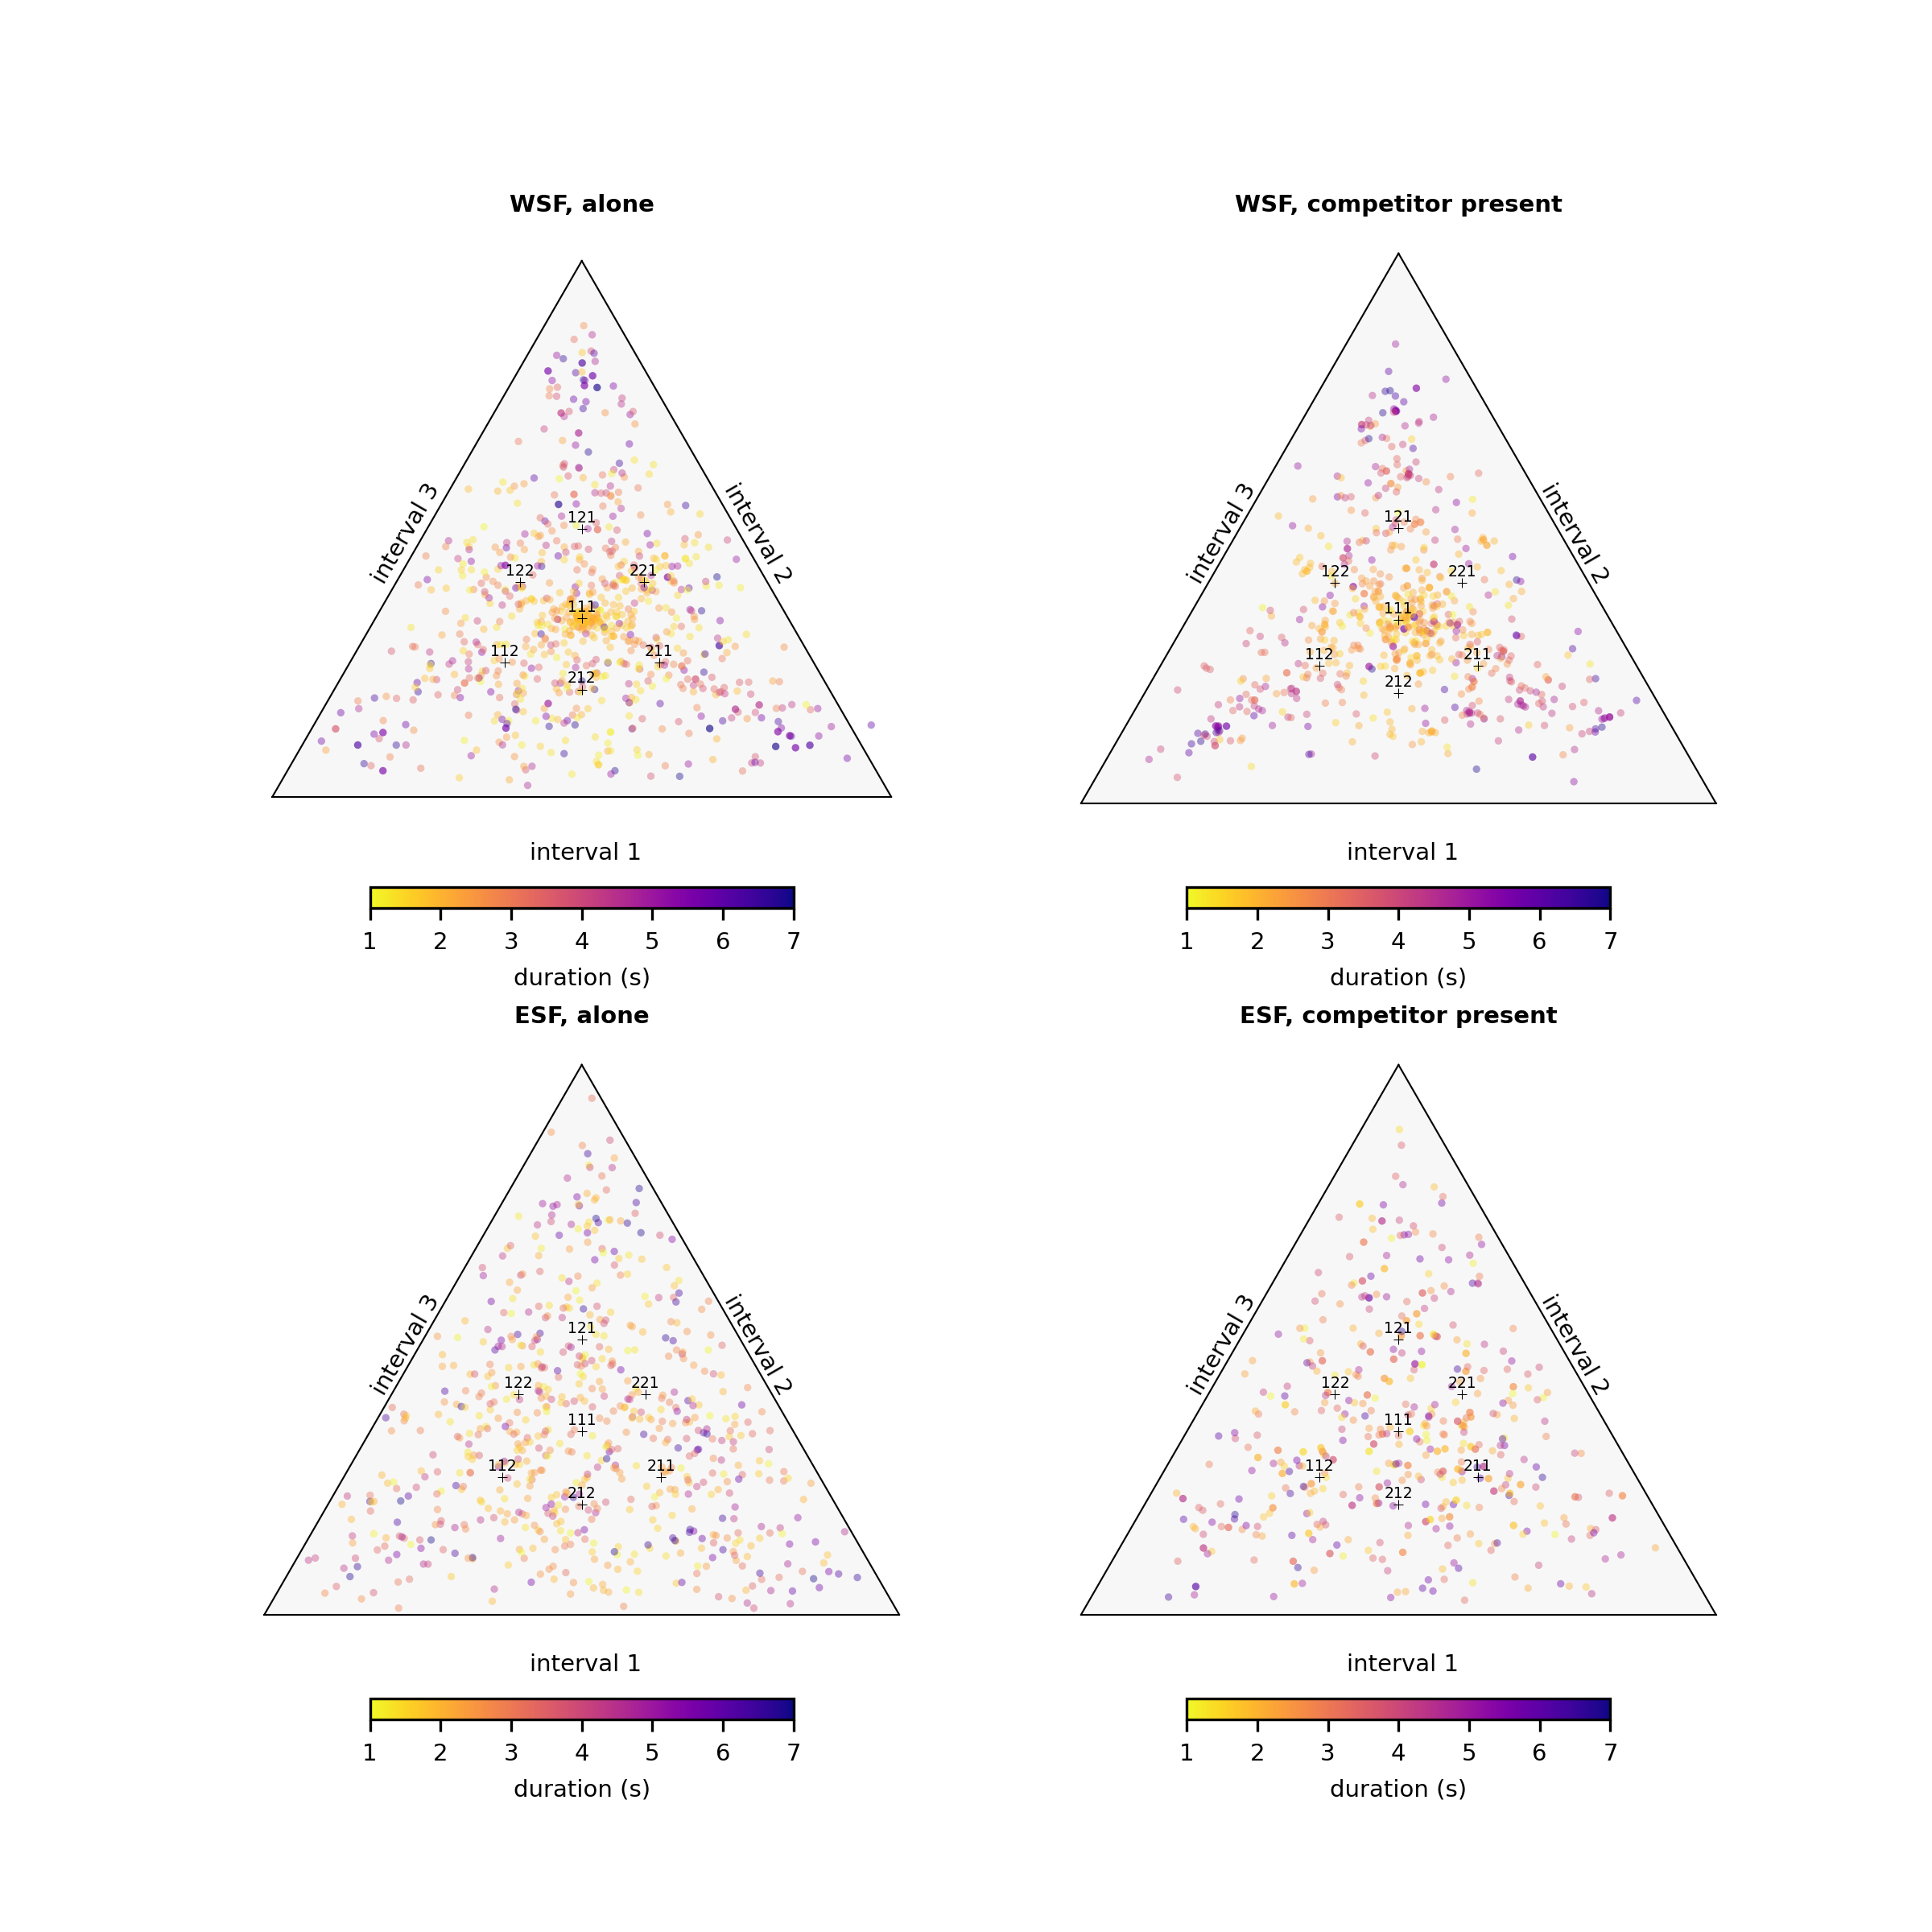 WSF, alone
WSF, competitor present
interval 3
interval 2
121
122
221
111
112
211
212
interval 1
interval 3
interval 2
121
122
221
111
112
211
212
interval 1
1 2 3 4 5 6 7
duration (s)
1 2 3 4 5 6 7
duration (s)
ESF, alone
ESF, competitor present
interval 3
interval 2
121
122
221
111
112
211
212
interval 1
interval 3
interval 2
121
122
221
111
112
211
212
interval 1
1 2 3 4 5 6 7
duration (s)
1 2 3 4 5 6 7
duration (s)